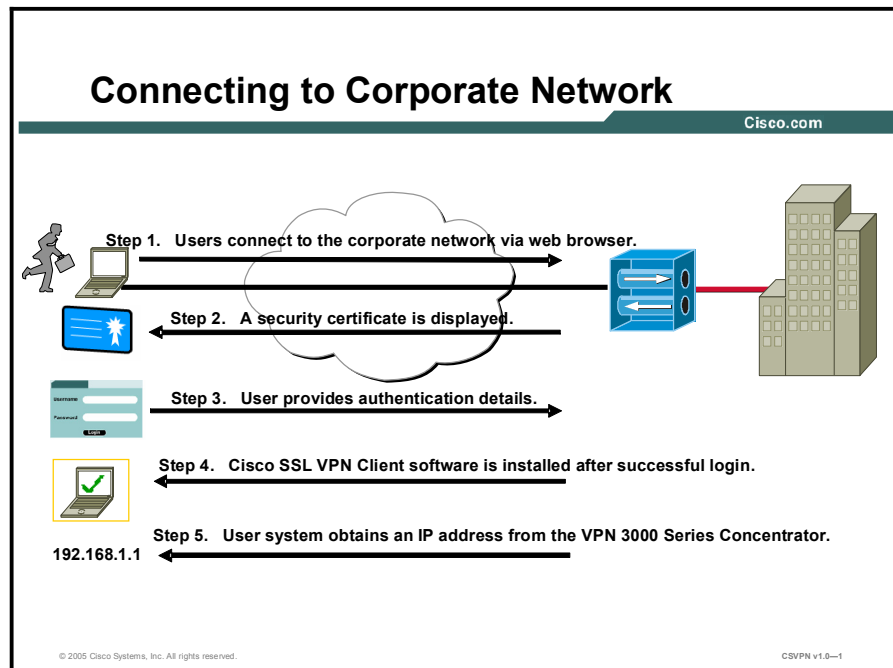 Connecting to Corporate Network
Cisco.com
Step 1. Users connect to the corporate network via web browser.
Step 2. A security certificate is displayed.
Step 3. User provides authentication details.
Username
Password
Login
Step 4. Cisco SSL VPN Client software is installed after successful login.
Step 5. User system obtains an IP address from the VPN 3000 Series Concentrator.
192.168.1.1
© 2005 Cisco Systems, Inc. All rights reserved.
CSVPN v1.0—1